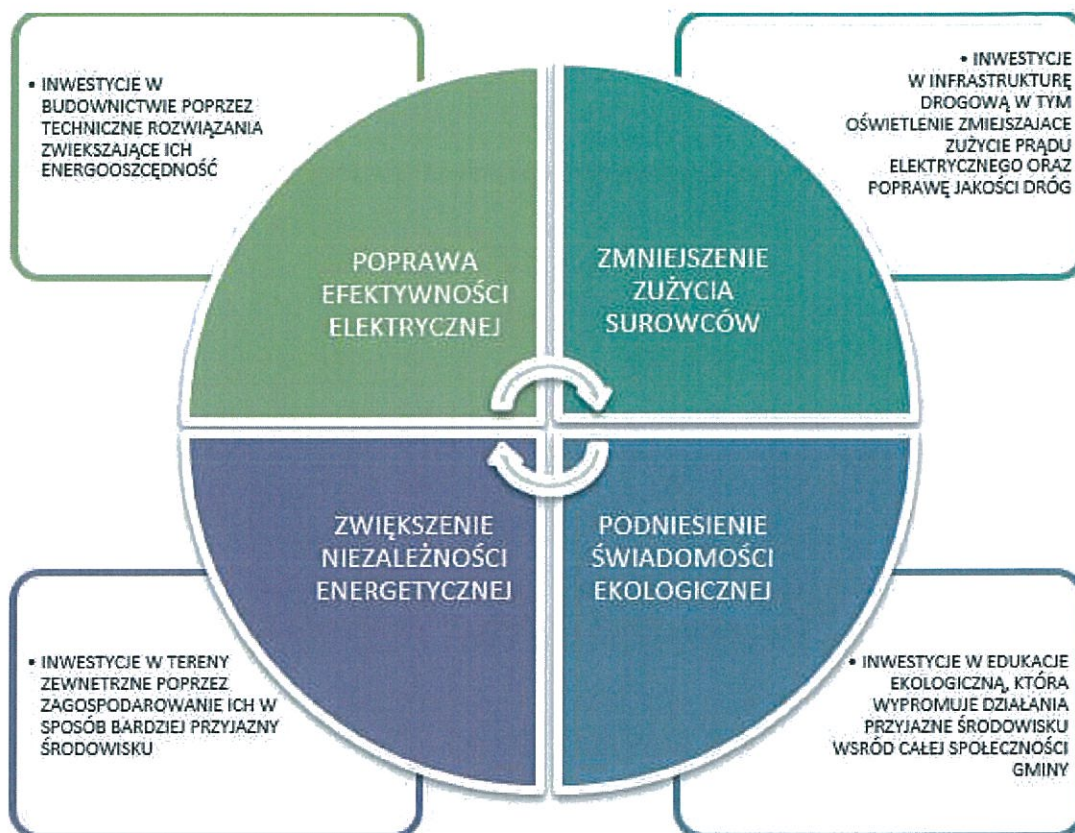 • INWESTYCJE W
BUDOWNICTWIE POPRZEZ
TECHNICZNE ROZWIĄZANIA
ZWIEKSZAJĄCE ICH
ENERGOOSZCĘDNOŚĆ
• INWESTYCJE
W INFRASTRUKTURĘ
DROGOWĄ W TYM
OŚWIETLENIE ZMIEJSZAJACE
ZUŻYCIE PRĄDU
ELEKTRYCZNEGO ORAZ
POPRAWĘ JAKOŚCI DRÓG
POPRAWA
EFEKTYWNOŚCI
ELEKTRYCZNEJ
ZMNIEJSZENIE
ZUŻYCIA
SUROWCÓW
ZWIĘKSZENIE
NIEZALEŻNOŚCI
ENERGETYCZNEJ
PODNIESIENIE
ŚWIADOMOŚCI
EKOLOGICZNEJ
• INWESTYCJE W TERENY
ZEWNETRZNE POPRZEZ
ZAGOSPODAROWANIE ICH W
SPOSÓB BARDZIEJ PRZYJAZNY
ŚRODOWISKU
• INWESTYCJE W EDUKACJE
EKOLOGICZNĄ, KTÓRA
WYPROMUJE DZIAŁANIA
PRZYJAZNE ŚRODOWISKU
WSRÓD CAŁEJ SPOŁECZNOŚCI
GMINY